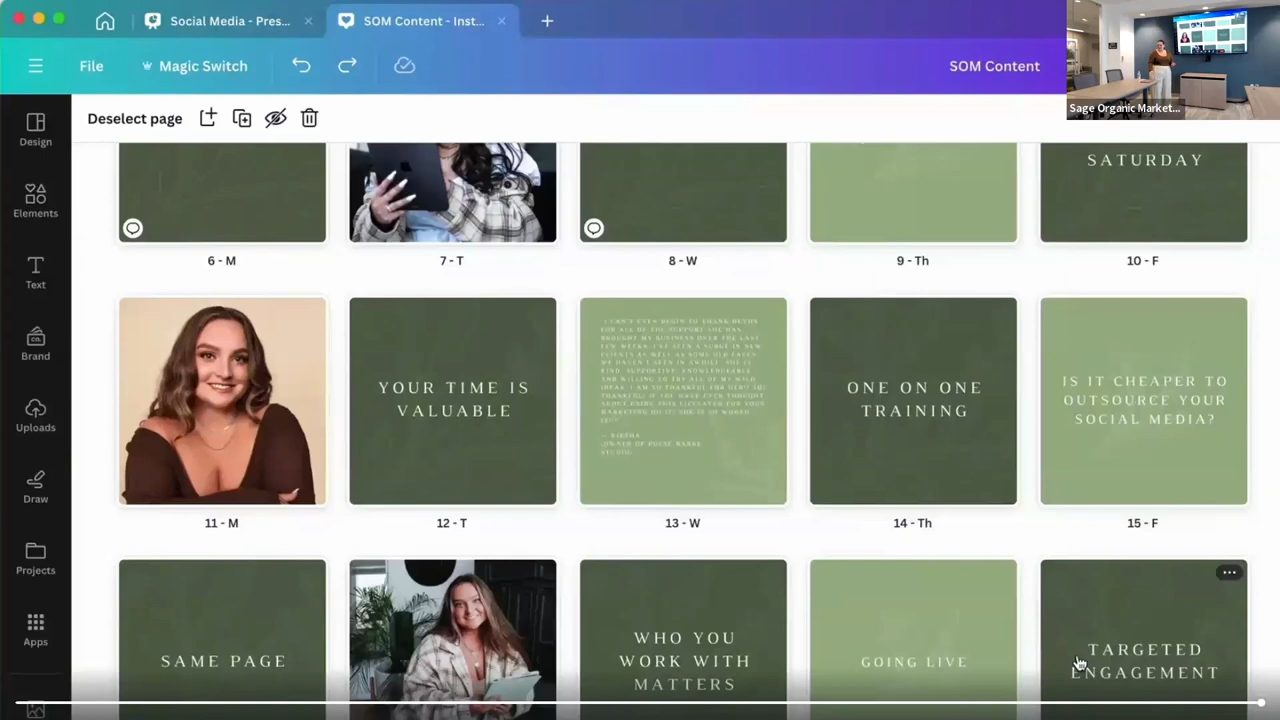 Social Media - Pres...
SOM Content - Inst...
File
Magic Switch
SOM Content
Sage Organic Market...
Design
Elements
Text
Brand
Uploads
Draw
Projects
Apps
Deselect page
SATURDAY
6 - M
7 - T
8 - W
9 - Th
10 - F
YOUR TIME IS
VALUABLE
ONE ON ONE
TRAINING
IS IT CHEAPER TO
OUTSOURCE YOUR
SOCIAL MEDIA?
11 - M
12 - T
13 - W
14 - Th
15 - F
SAME PAGE
WHO YOU
WORK WITH
MATTERS
GOING LIVE
TARGETED
ENGAGEMENT